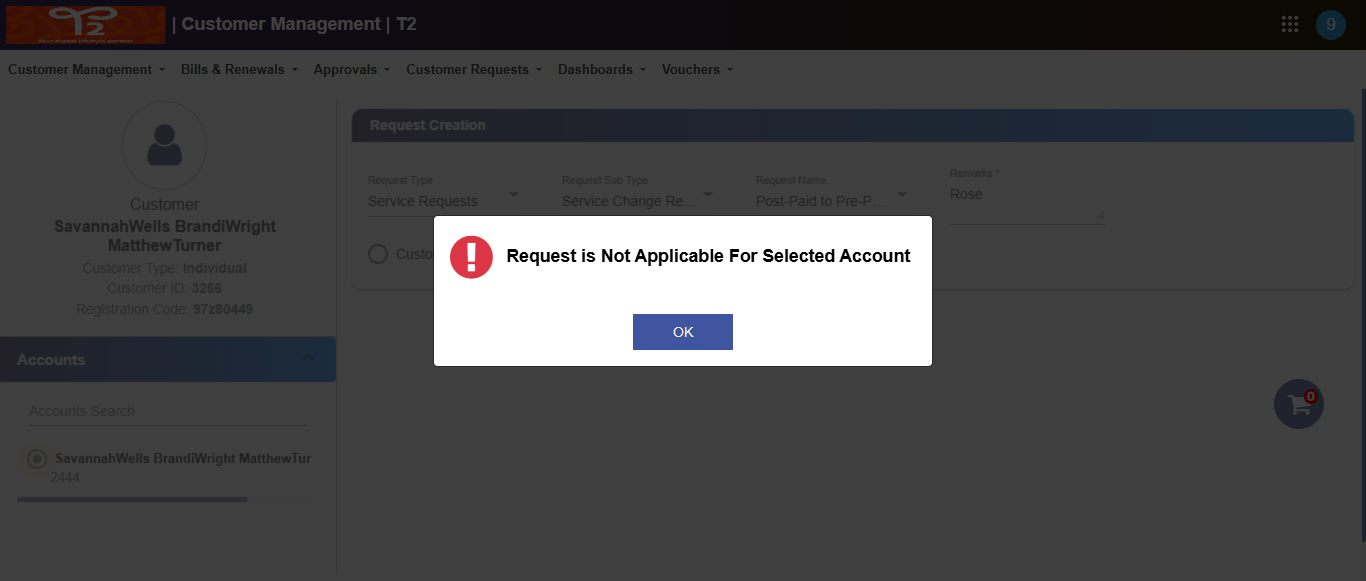 T2
| Customer Management | T2
9
Customer Management
Bills & Renewals
Approvals
Customer Requests
Dashboards
Vouchers
Customer
SavannahWells BrandiWright
MatthewTurner
Customer Type: Individual
Customer ID: 3266
Registration Code: 97z80449
Accounts
Accounts Search
SavannahWells BrandiWright MatthewTur
2444
Request Creation
Request Type
Service Requests
Request Sub Type
Service Change Re...
Request Name
Post-Paid to Pre-P...
Remarks *
Rose
Custo
Request is Not Applicable For Selected Account
OK
0